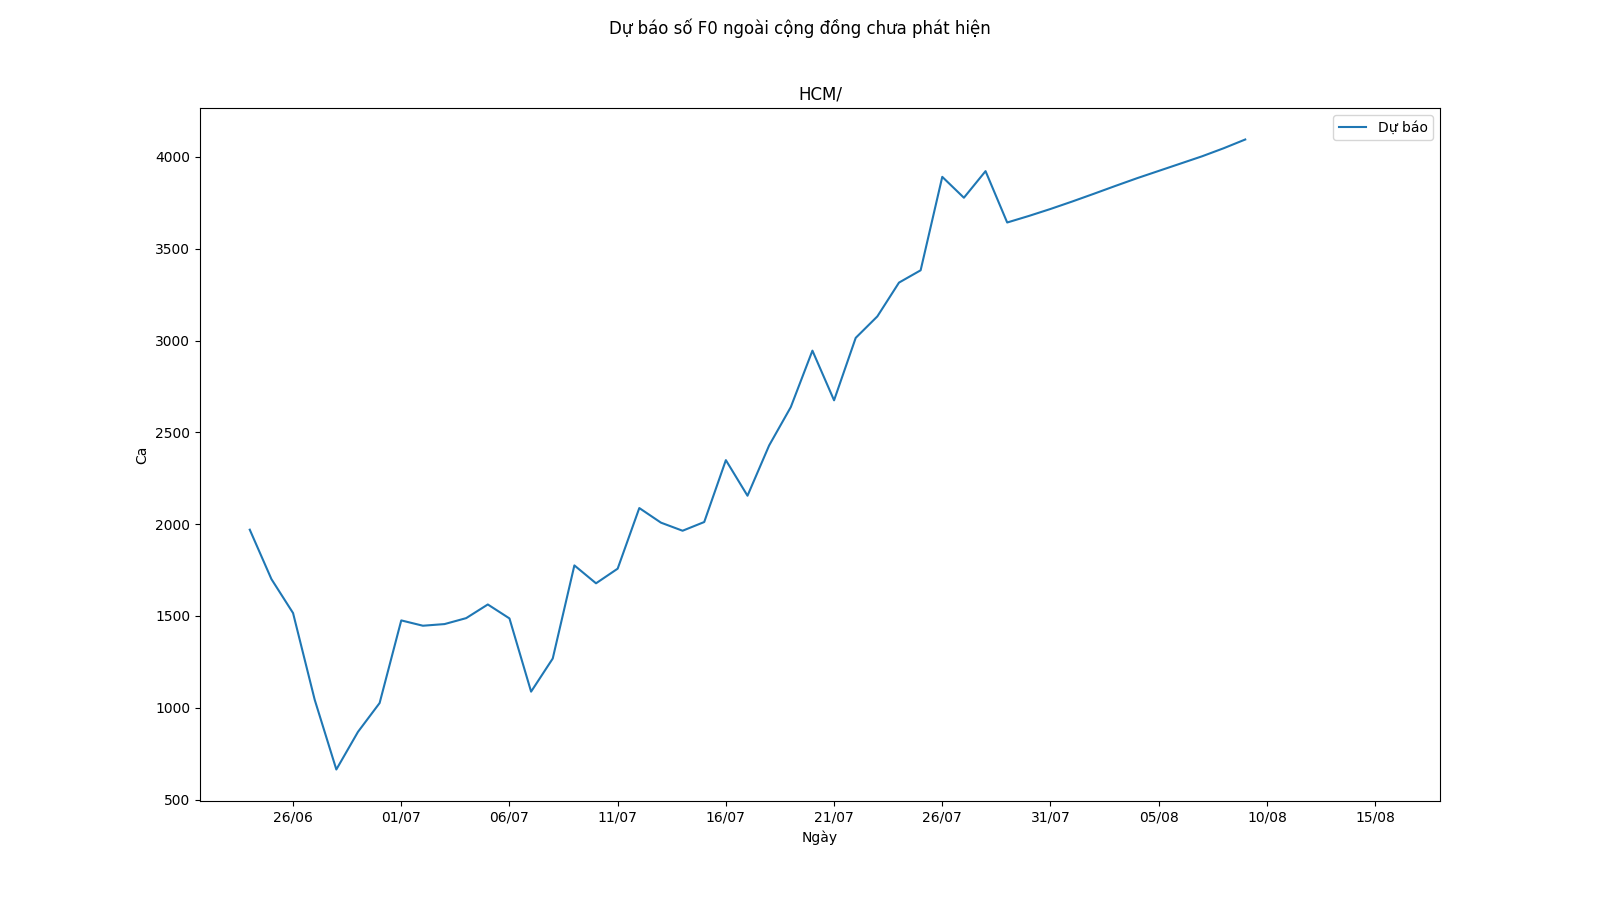 Dự báo số F0 ngoài cộng đồng chưa phát hiện
HCM/
Dự báo
4000
3500
3000
2500
2000
1500
1000
500
Ca
26/06 01/07 06/07 11/07 16/07 21/07 26/07 31/07 05/08 10/08 15/08
Ngày